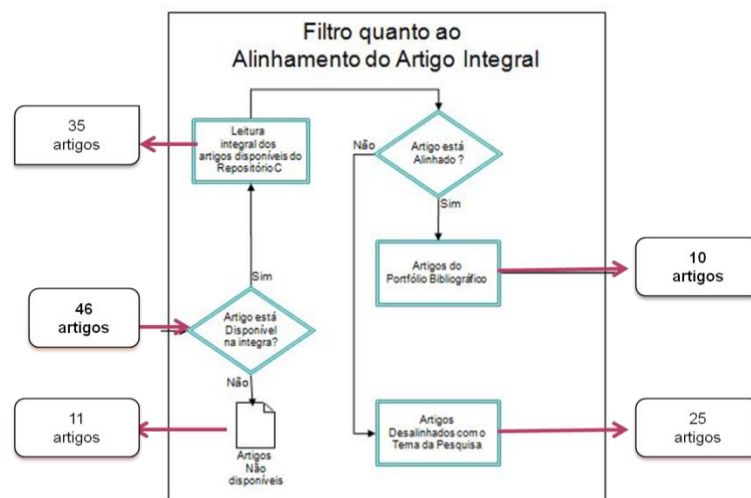 Filtro quanto ao
Alinhamento do Artigo Integral
35
artigos
Leitura
integral dos
artigos disponíveis do
Repositório C
Não
Artigo está
Alinhado ?
Sim
Artigos do
Portfólio Bibliográfico
10
artigos
Sim
46
artigos
Artigo está
Disponível
na integra?
Não
11
artigos
Artigos
Não
disponíveis
Artigos
Desalinhados com o
Tema da Pesquisa
25
artigos